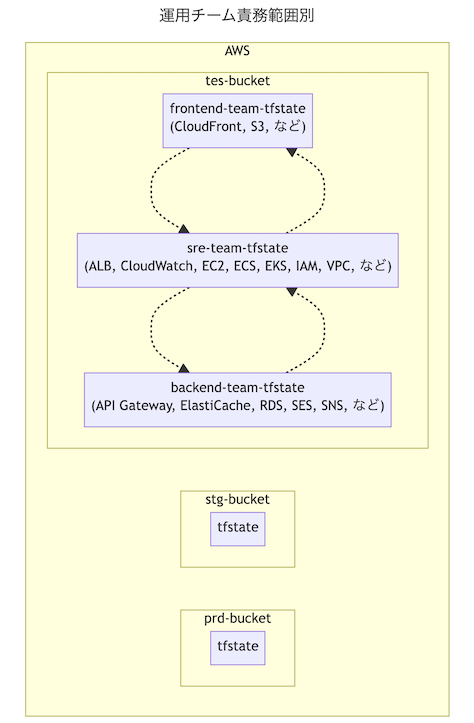 運用チーム責務範囲別
AWS
tes-bucket
frontend-team-tfstate
(CloudFront, S3, など)
sre-team-tfstate
(ALB, CloudWatch, EC2, ECS, EKS, IAM, VPC, など)
backend-team-tfstate
(API Gateway, ElastiCache, RDS, SES, SNS, など)
stg-bucket
tfstate
prd-bucket
tfstate